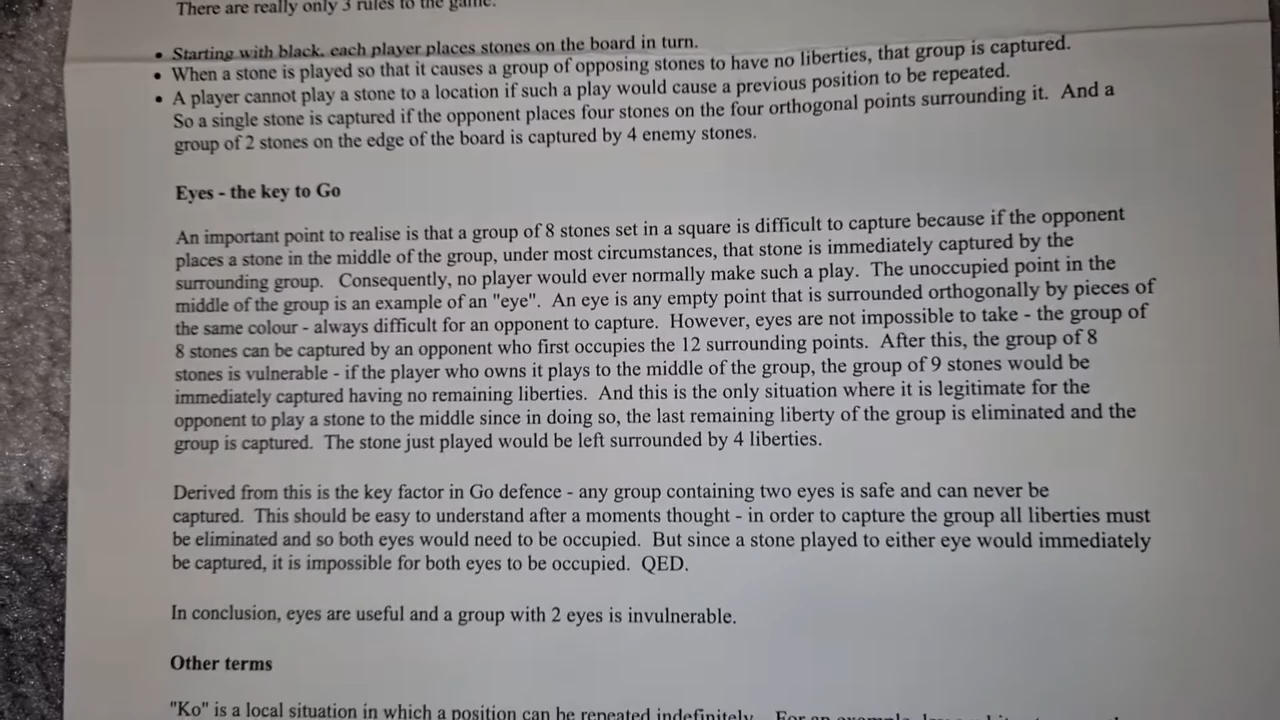 There are really only 3 rules to the game.
• Starting with black, each player places stones on the board in turn.
• When a stone is played so that it causes a group of opposing stones to have no liberties, that group is captured.
• A player cannot play a stone to a location if such a play would cause a previous position to be repeated.
So a single stone is captured if the opponent places four stones on the four orthogonal points surrounding it. And a
group of 2 stones on the edge of the board is captured by 4 enemy stones.
Eyes - the key to Go
An important point to realise is that a group of 8 stones set in a square is difficult to capture because if the opponent
places a stone in the middle of the group, under most circumstances, that stone is immediately captured by the
surrounding group. Consequently, no player would ever normally make such a play. The unoccupied point in the
middle of the group is an example of an "eye". An eye is any empty point that is surrounded orthogonally by pieces of
the same colour - always difficult for an opponent to capture. However, eyes are not impossible to take - the group of
8 stones can be captured by an opponent who first occupies the 12 surrounding points. After this, the group of 8
stones is vulnerable - if the player who owns it plays to the middle of the group, the group of 9 stones would be
immediately captured having no remaining liberties. And this is the only situation where it is legitimate for the
opponent to play a stone to the middle since in doing so, the last remaining liberty of the group is eliminated and the
group is captured. The stone just played would be left surrounded by 4 liberties.
Derived from this is the key factor in Go defence - any group containing two eyes is safe and can never be
captured. This should be easy to understand after a moments thought - in order to capture the group all liberties must
be eliminated and so both eyes would need to be occupied. But since a stone played to either eye would immediately
be captured, it is impossible for both eyes to be occupied. QED.
In conclusion, eyes are useful and a group with 2 eyes is invulnerable.
Other terms
"Ko" is a local situation in which a position can be repeated indefinitely. For an example,